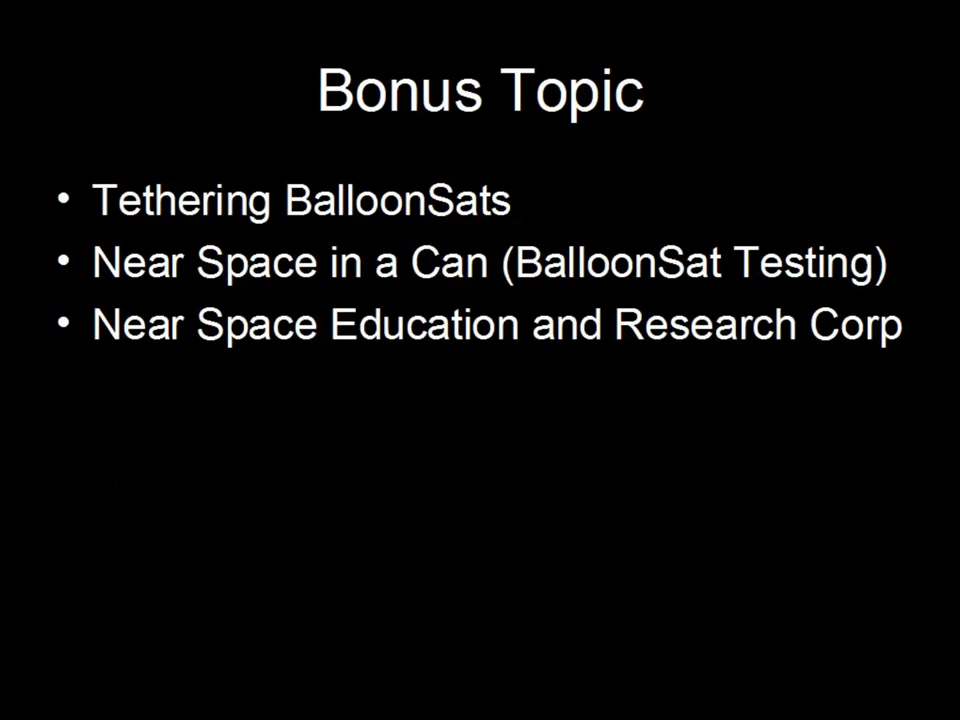 Bonus Topic
• Tethering BalloonSats
• Near Space in a Can (BalloonSat Testing)
• Near Space Education and Research Corp